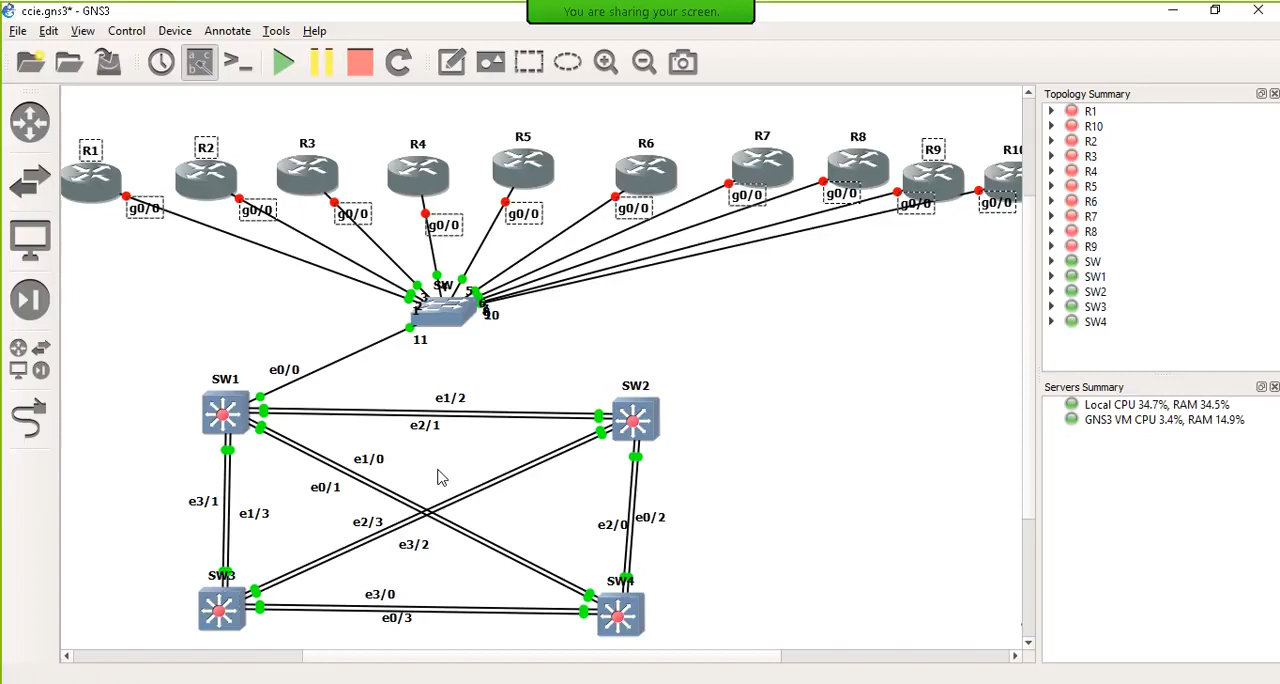 ccie.gns3* - GNS3
You are sharing your screen.
File Edit View Control Device Annotate Tools Help
Topology Summary
R1
R10
R2
R3
R4
R5
R6
R7
R8
R9
SW
SW1
SW2
SW3
SW4
Servers Summary
Local CPU 34.7%, RAM 34.5%
GNS3 VM CPU 3.4%, RAM 14.9%
R1 R2 R3 R4 R5 R6 R7 R8 R9
g0/0 g0/0 g0/0 g0/0 g0/0 g0/0 g0/0 g0/0 g0/0 g0/0
SW
1 2 3 5 10
11
e0/0
SW1 SW2
e1/2
e2/1
e1/0
e0/1
e3/1 e1/3
e2/3
e3/2
e2/0 e0/2
SW3 SW4
e3/0
e0/3